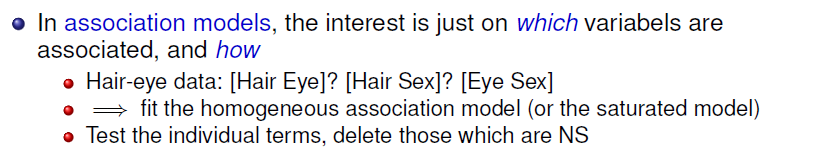 In association models, the interest is just on which variabels are
associated, and how
Hair-eye data: [Hair Eye]? [Hair Sex]? [Eye Sex]
⟹ fit the homogeneous association model (or the saturated model)
Test the individual terms, delete those which are NS